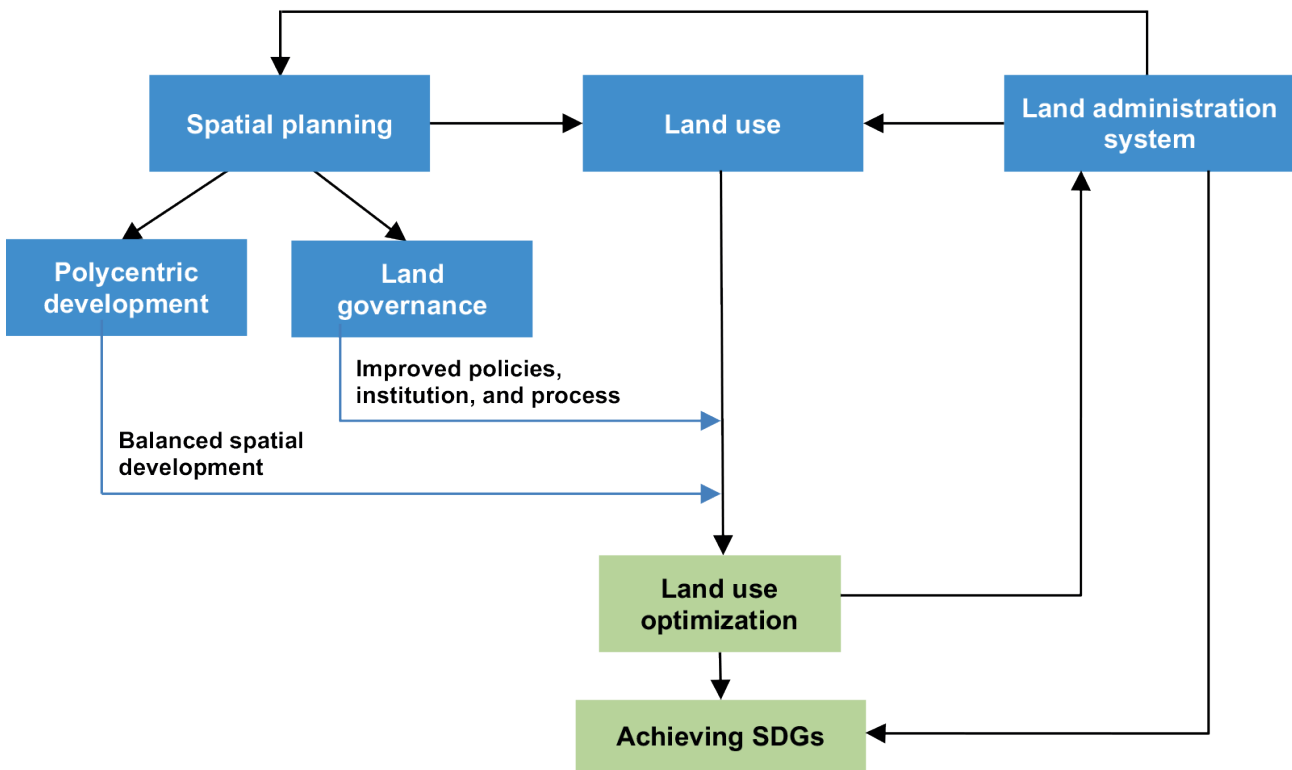 Spatial planning
Land use
Land administration
system
Polycentric
development
Land
governance
Improved policies,
institution, and process
Balanced spatial
development
Land use
optimization
Achieving SDGs